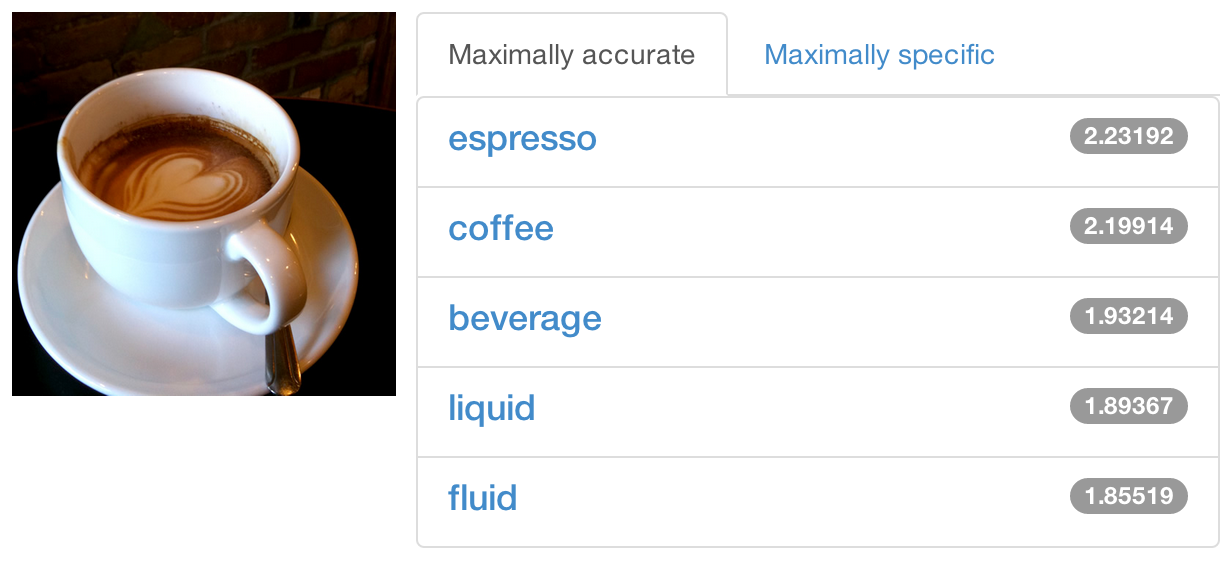 Maximally accurate Maximally specific
espresso 2.23192
coffee 2.19914
beverage 1.93214
liquid 1.89367
fluid 1.85519